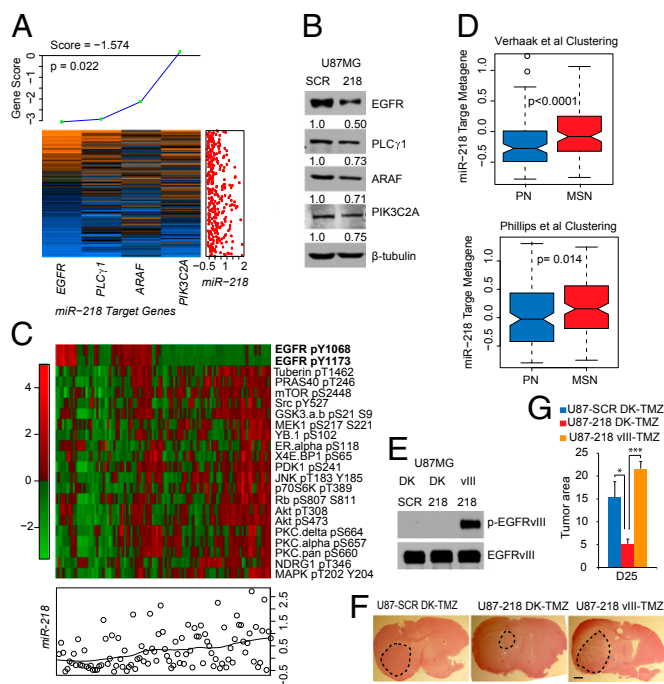 A
Score = −1.574
p = 0.022
Gene Score
0
−1
−2
−3
EGFR
PLCγ1
ARAF
PIK3C2A
miR-218 Target Genes
-0.5
0
1
2
miR-218
B
U87MG
SCR 218
EGFR
1.0 0.50
PLCγ1
1.0 0.73
ARAF
1.0 0.71
PIK3C2A
1.0 0.75
β-tubulin
C
4
2
0
−2
EGFR pY1068
EGFR pY1173
Tuberin pT1462
PRAS40 pT246
mTOR pS2448
Src pY527
GSK3.a.b pS21 S9
MEK1 pS217 S221
YB.1 pS102
ER.alpha pS118
X4E.BP1 pS65
PDK1 pS241
JNK pT183 Y185
p70S6K pT389
Rb pS807 S811
Akt pT308
Akt pS473
PKC.delta pS664
PKC.alpha pS657
PKC.pan pS660
NDRG1 pT346
MAPK pT202 Y204
miR-218
2.5
1.5
0.5
-0.5
D
Verhaak et al Clustering
miR-218 Targe Metagene
1.0
0.5
0.0
−0.5
p<0.0001
PN MSN
Phillips et al Clustering
miR-218 Targe Metagene
1.0
0.5
0.0
−0.5
p= 0.014
PN MSN
E
U87MG
DK DK vIII
SCR 218 218
p-EGFRvIII
EGFRvIII
G
U87-SCR DK-TMZ
U87-218 DK-TMZ
U87-218 vIII-TMZ
Tumor area
25
20
15
10
5
0
*
***
D25
F
U87-SCR DK-TMZ
U87-218 DK-TMZ
U87-218 vIII-TMZ